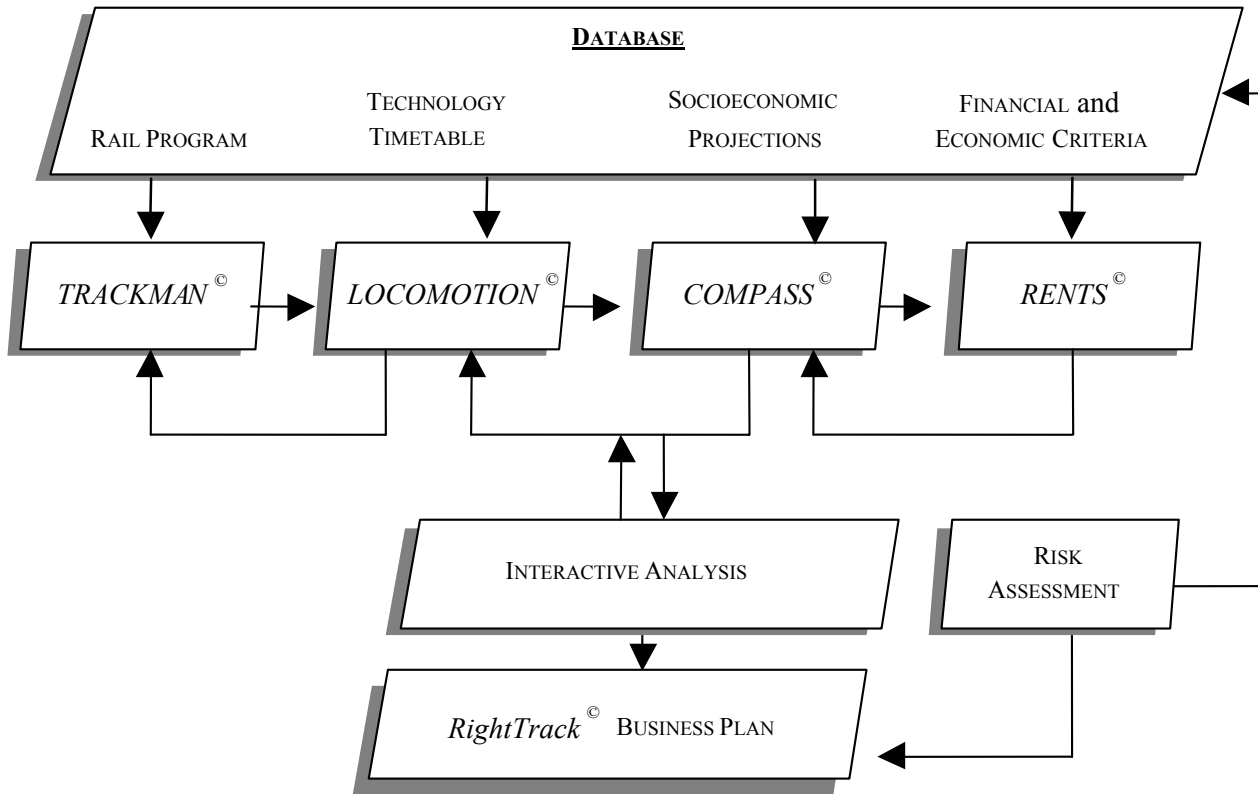 DATABASE
RAIL PROGRAM
TECHNOLOGY
TIMETABLE
SOCIOECONOMIC
PROJECTIONS
FINANCIAL and
ECONOMIC CRITERIA
TRACKMAN ©
LOCOMOTION ©
COMPASS ©
RENTS ©
INTERACTIVE ANALYSIS
RISK
ASSESSMENT
RightTrack © BUSINESS PLAN